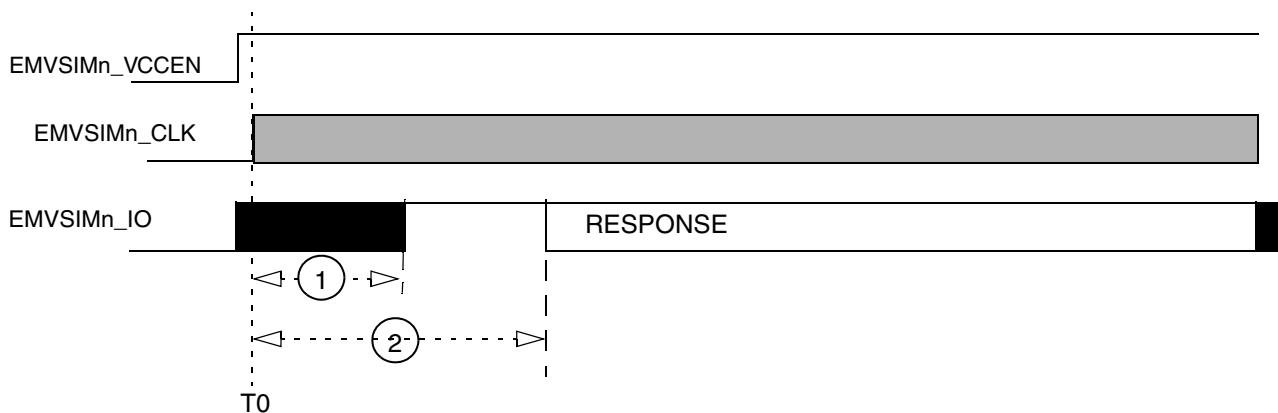 EMVSIMn_VCCEN
EMVSIMn_CLK
EMVSIMn_IO
RESPONSE
1
2
T0